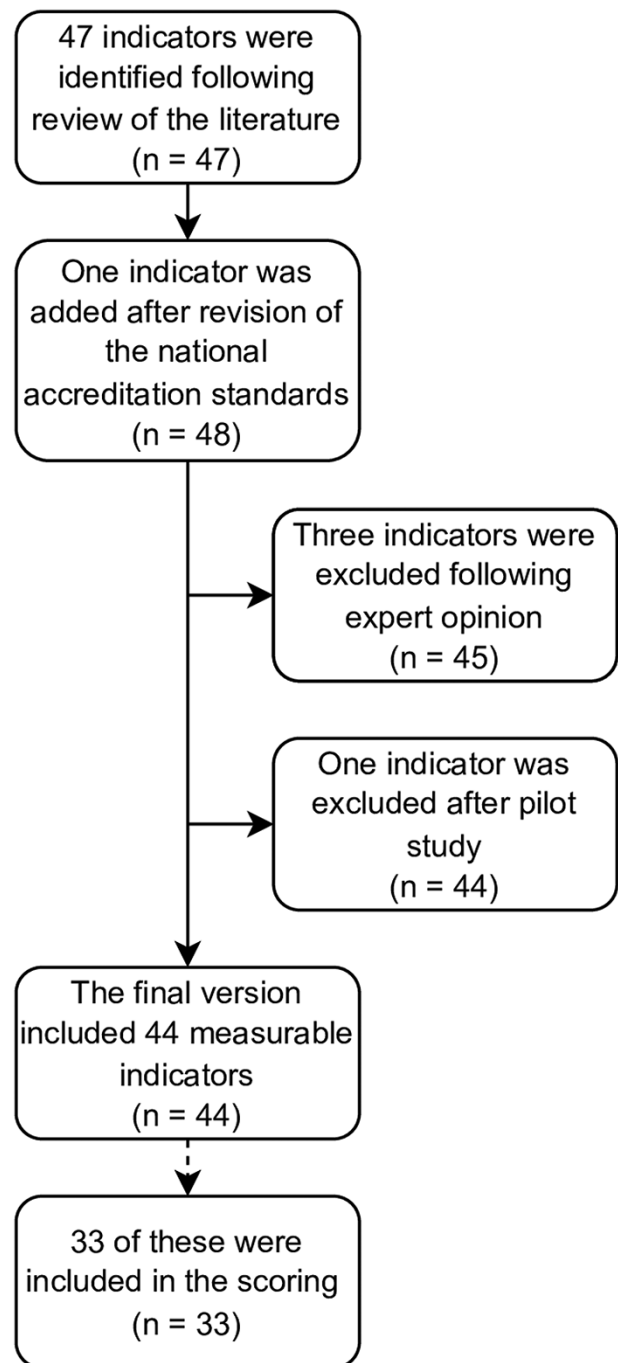 47 indicators were
identified following
review of the literature
(n = 47)
One indicator was
added after revision of
the national
accreditation standards
(n = 48)
Three indicators were
excluded following
expert opinion
(n = 45)
One indicator was
excluded after pilot
study
(n = 44)
The final version
included 44 measurable
indicators
(n = 44)
33 of these were
included in the scoring
(n = 33)